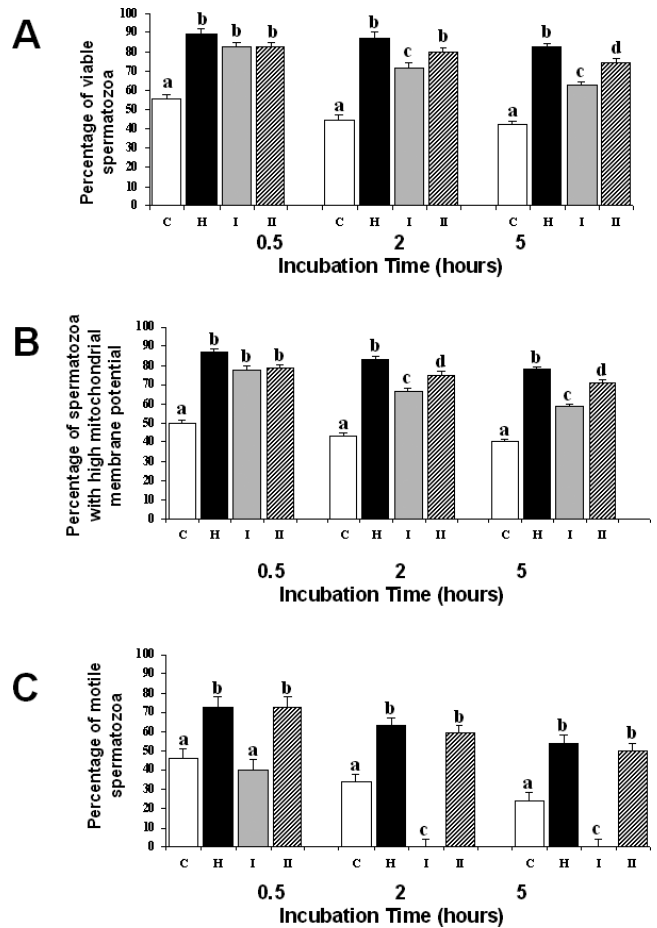 A
Percentage of viable
spermatozoa
100
90
80
70
60
50
40
30
20
10
0
a b b b
a b c b
a b c d
C H I II C H I II C H I II
0.5 2 5
Incubation Time (hours)
B
Percentage of spermatozoa
with high mitochondrial
membrane potential
100
90
80
70
60
50
40
30
20
10
0
a b b b
a b c d
a b c d
C H I II C H I II C H I II
0.5 2 5
Incubation Time (hours)
C
Percentage of motile
spermatozoa
100
90
80
70
60
50
40
30
20
10
0
a b a b
a b c b
a b c b
C H I II C H I II C H I II
0.5 2 5
Incubation Time (hours)